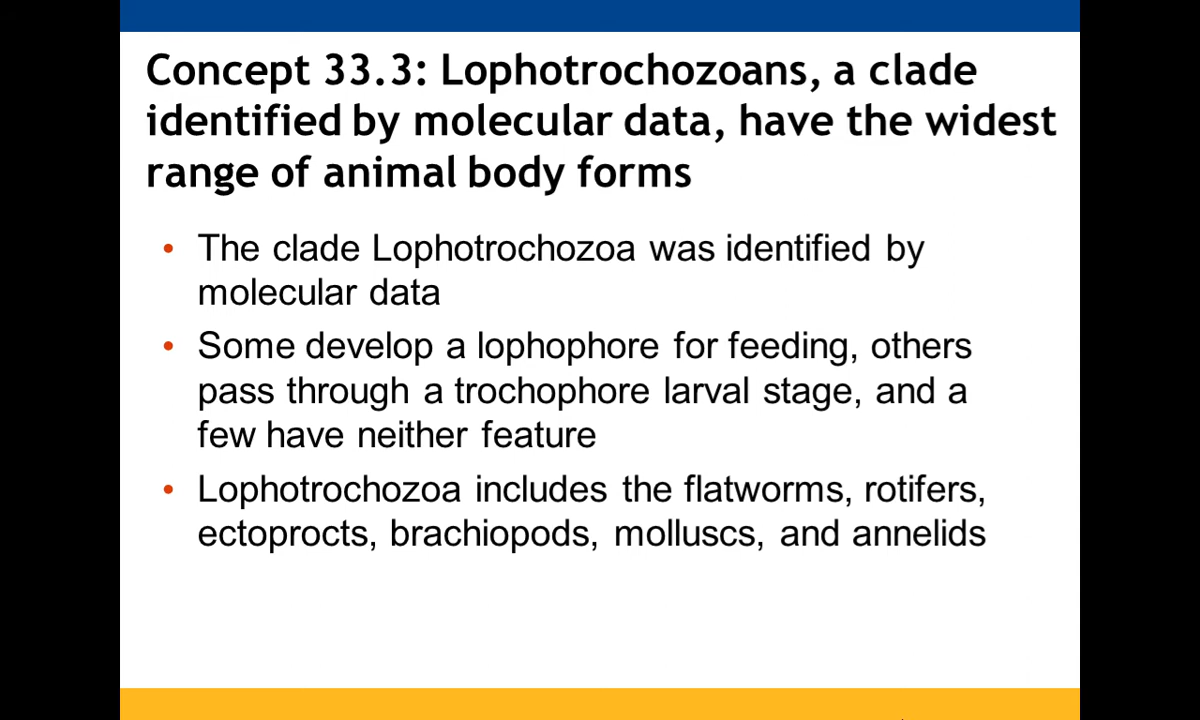 Concept 33.3: Lophotrochozoans, a clade
identified by molecular data, have the widest
range of animal body forms
• The clade Lophotrochozoa was identified by
molecular data
• Some develop a lophophore for feeding, others
pass through a trochophore larval stage, and a
few have neither feature
• Lophotrochozoa includes the flatworms, rotifers,
ectoprocts, brachiopods, molluscs, and annelids